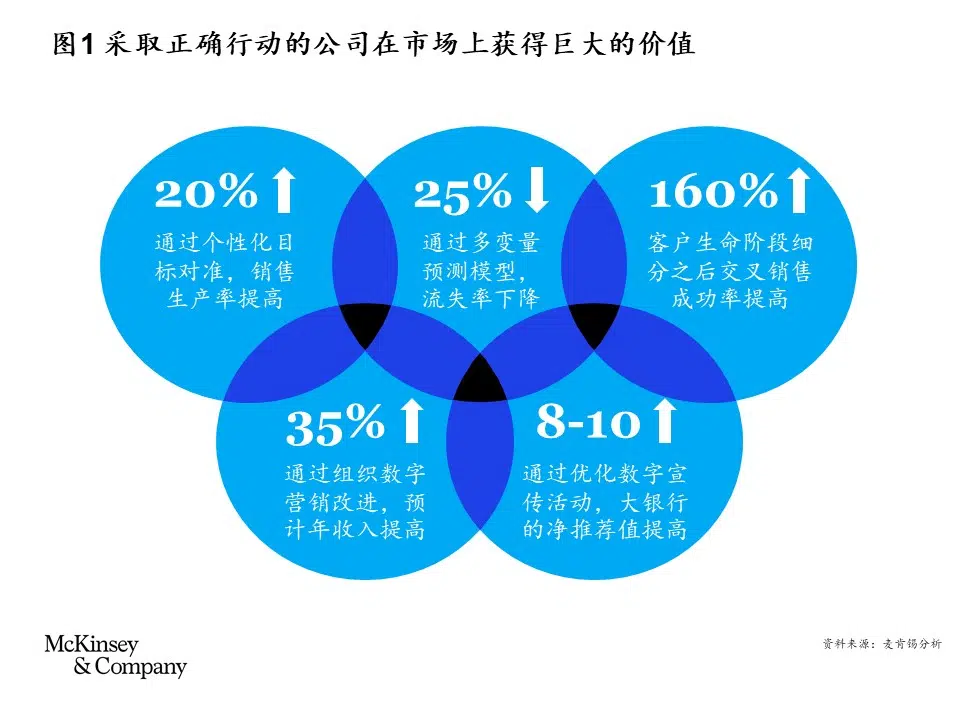 图1 采取正确行动的公司在市场上获得巨大的价值
20%
通过个性化目
标对准，销售
生产率提高
25%
通过多变量
预测模型，
流失率下降
160%
客户生命阶段细
分之后交叉销售
成功率提高
35%
通过组织数字
营销改进，预
计年收入提高
8-10
通过优化数字宣
传活动，大银行
的净推荐值提高
McKinsey
& Company
资料来源：麦肯锡分析